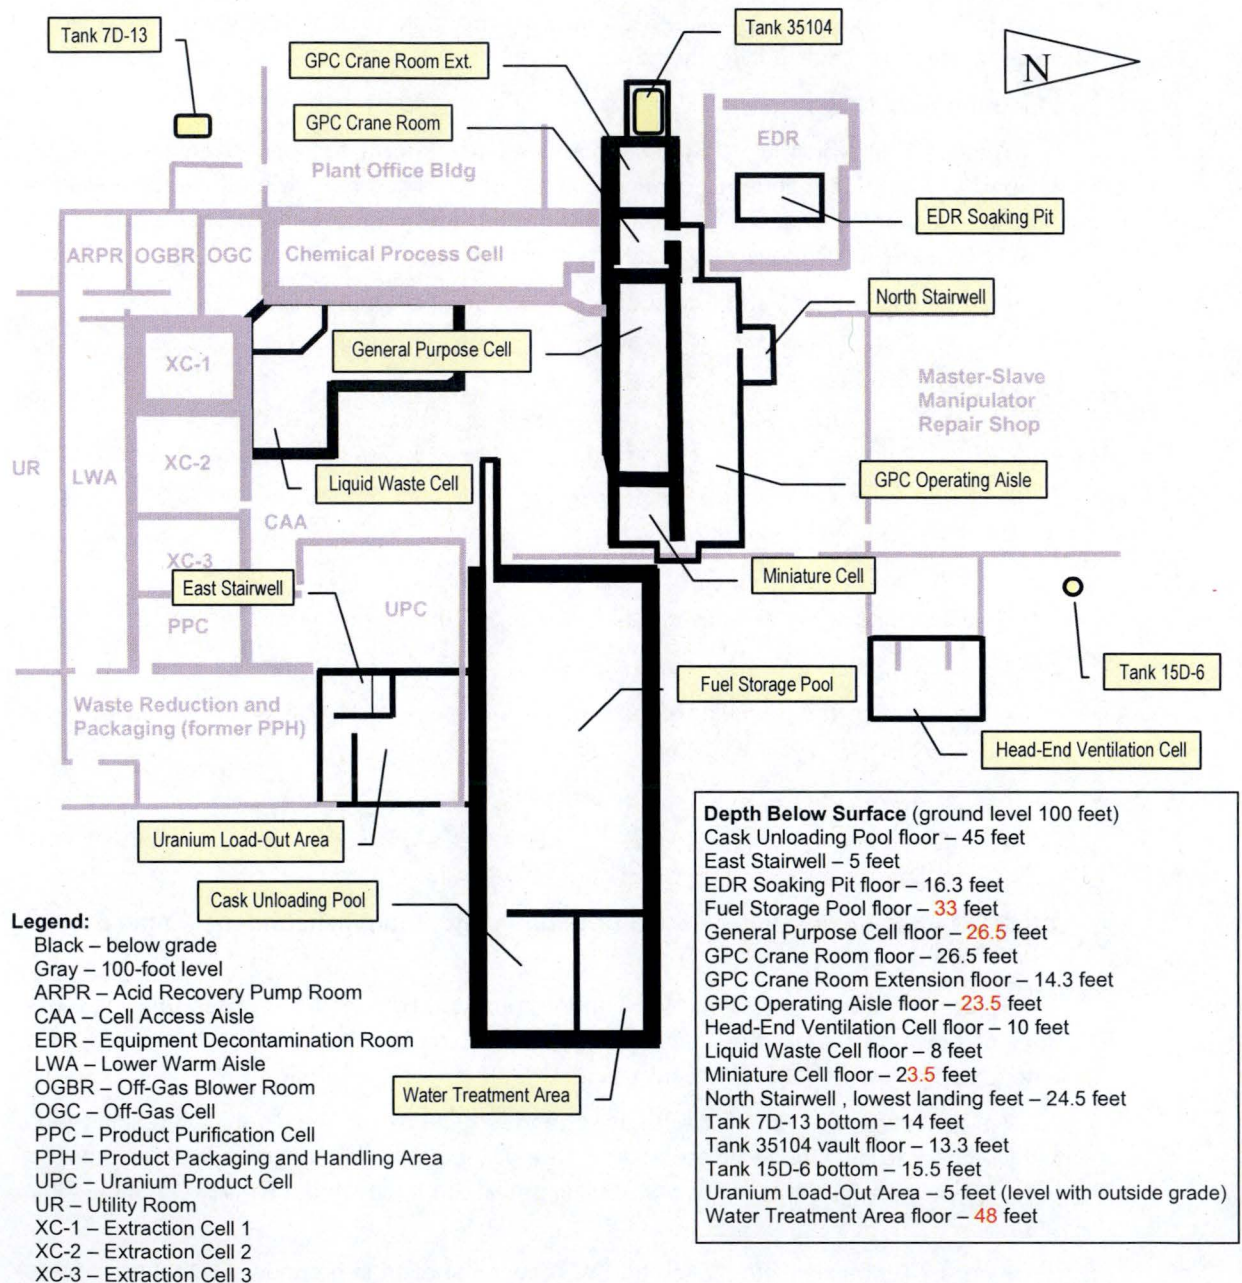 Tank 7D-13
Tank 35104
GPC Crane Room Ext.
N
GPC Crane Room
EDR
Plant Office Bldg
EDR Soaking Pit
ARPR
OGBR
OGC
Chemical Process Cell
North Stairwell
General Purpose Cell
XC-1
Master-Slave
Manipulator
Repair Shop
UR
LWA
XC-2
Liquid Waste Cell
GPC Operating Aisle
CAA
XC-3
Miniature Cell
East Stairwell
UPC
PPC
Tank 15D-6
Fuel Storage Pool
Waste Reduction and
Packaging (former PPH)
Head-End Ventilation Cell
Uranium Load-Out Area
Cask Unloading Pool
Water Treatment Area
Legend:
Black – below grade
Gray – 100-foot level
ARPR – Acid Recovery Pump Room
CAA – Cell Access Aisle
EDR – Equipment Decontamination Room
LWA – Lower Warm Aisle
OGBR – Off-Gas Blower Room
OGC – Off-Gas Cell
PPC – Product Purification Cell
PPH – Product Packaging and Handling Area
UPC – Uranium Product Cell
UR – Utility Room
XC-1 – Extraction Cell 1
XC-2 – Extraction Cell 2
XC-3 – Extraction Cell 3
Depth Below Surface (ground level 100 feet)
Cask Unloading Pool floor – 45 feet
East Stairwell – 5 feet
EDR Soaking Pit floor – 16.3 feet
Fuel Storage Pool floor – 33 feet
General Purpose Cell floor – 26.5 feet
GPC Crane Room floor – 26.5 feet
GPC Crane Room Extension floor – 14.3 feet
GPC Operating Aisle floor – 23.5 feet
Head-End Ventilation Cell floor – 10 feet
Liquid Waste Cell floor – 8 feet
Miniature Cell floor – 23.5 feet
North Stairwell , lowest landing feet – 24.5 feet
Tank 7D-13 bottom – 14 feet
Tank 35104 vault floor – 13.3 feet
Tank 15D-6 bottom – 15.5 feet
Uranium Load-Out Area – 5 feet (level with outside grade)
Water Treatment Area floor – 48 feet